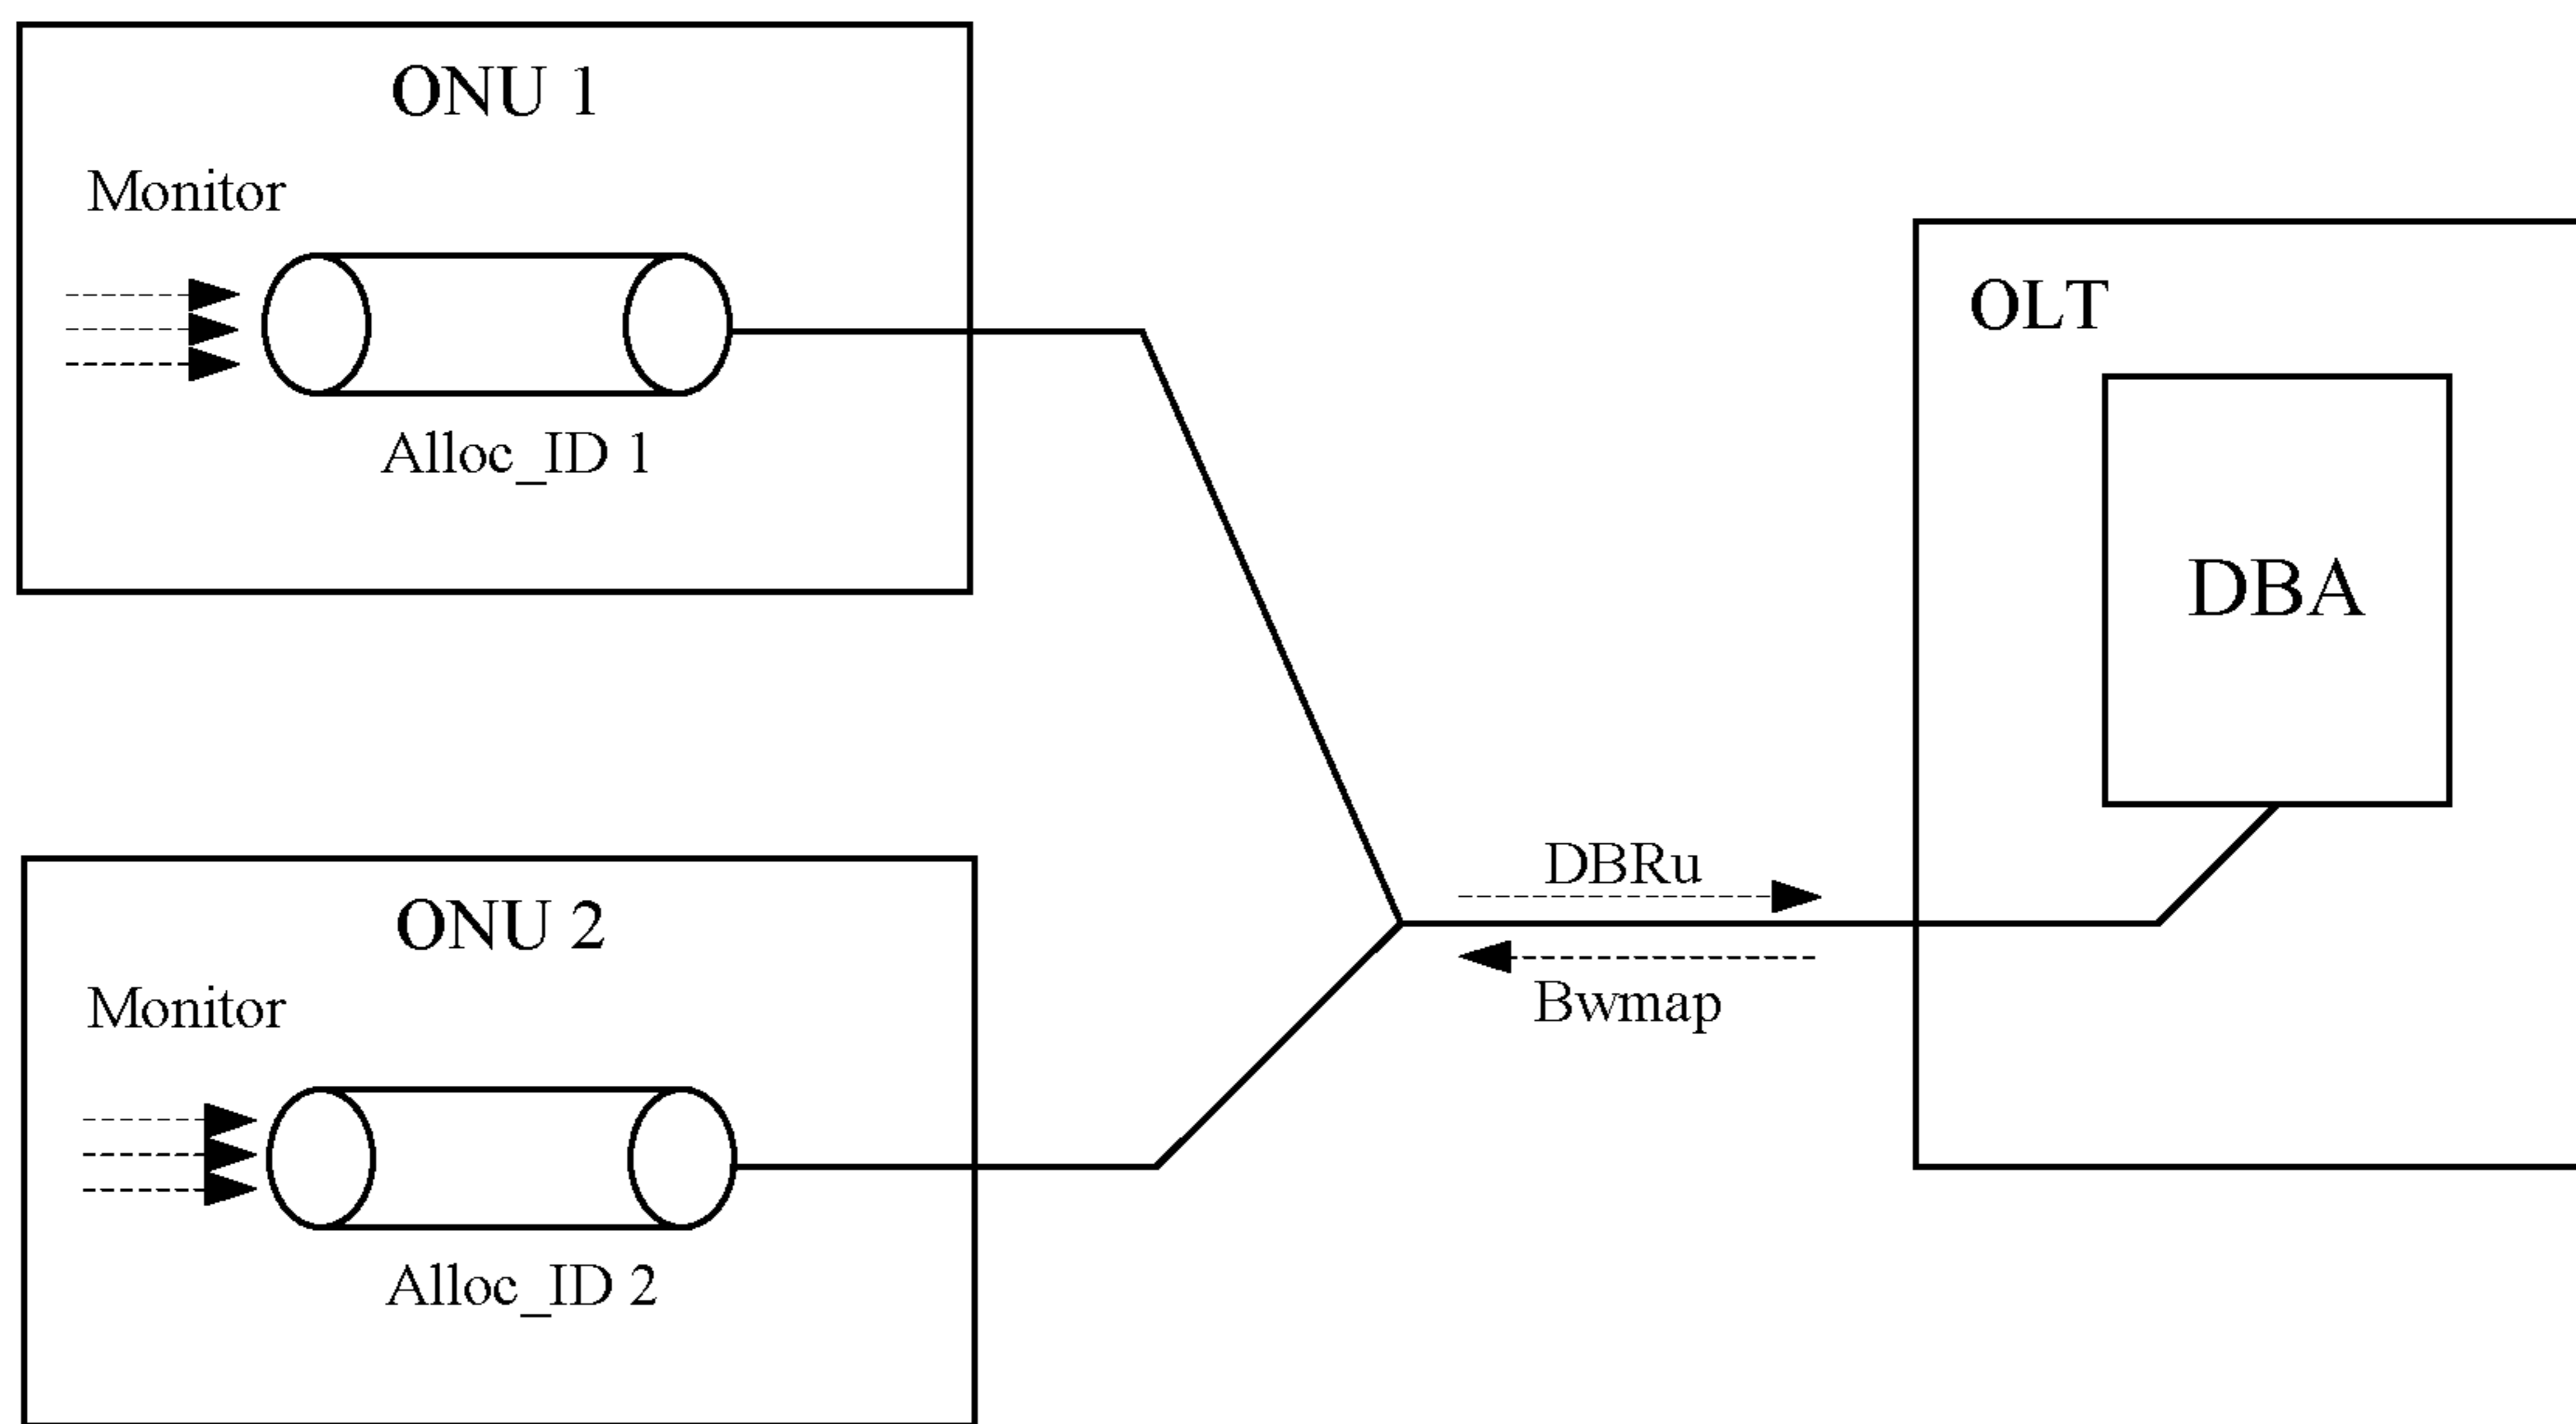 ONU 1
Monitor
Alloc_ID 1
OLT
DBA
DBRu
Bwmap
ONU 2
Monitor
Alloc_ID 2